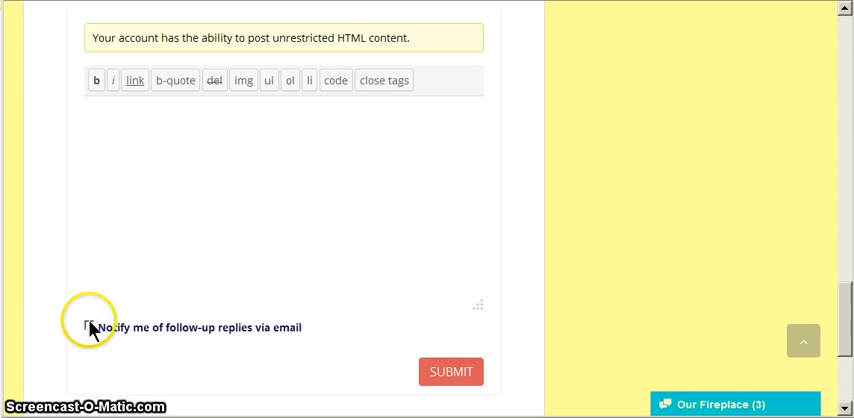 Your account has the ability to post unrestricted HTML content.
b i link b-quote del img ul ol li code close tags
Notify me of follow-up replies via email
SUBMIT
Our Fireplace (3)
Screencast-O-Matic.com